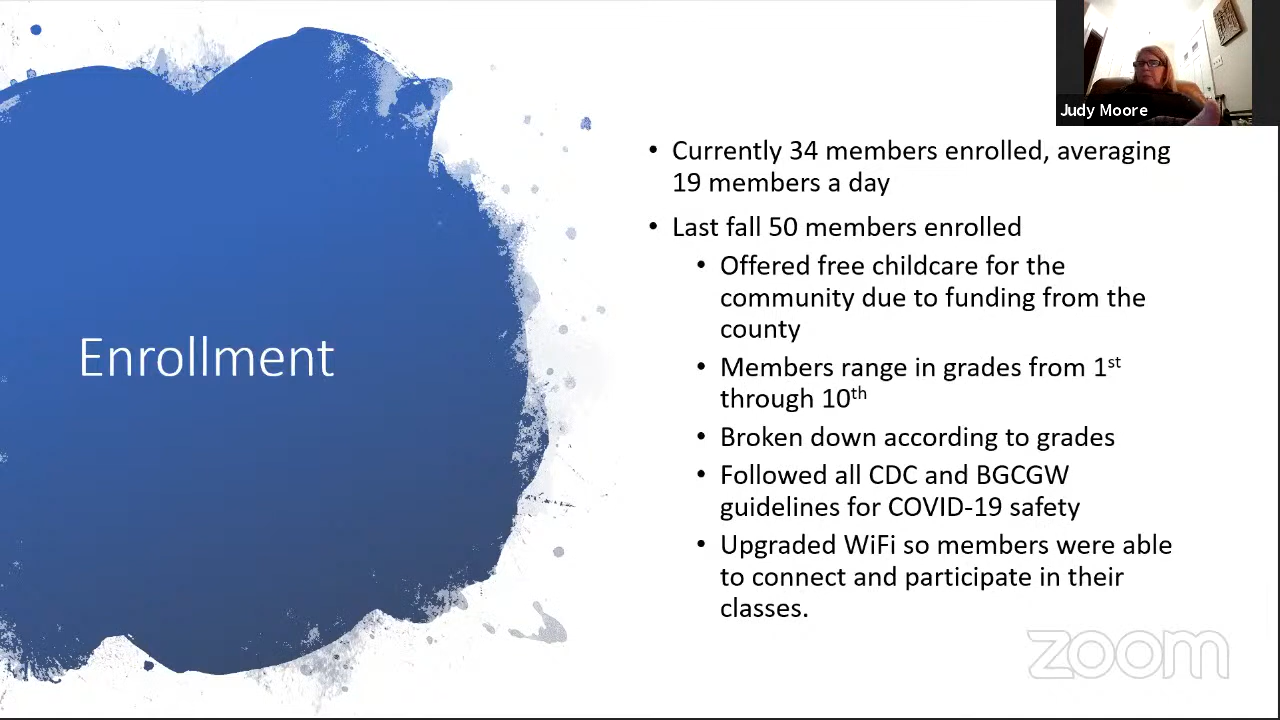 Judy Moore
Enrollment
• Currently 34 members enrolled, averaging
19 members a day
• Last fall 50 members enrolled
• Offered free childcare for the
community due to funding from the
county
• Members range in grades from 1st
through 10th
• Broken down according to grades
• Followed all CDC and BGCGW
guidelines for COVID-19 safety
• Upgraded WiFi so members were able
to connect and participate in their
classes.
zoom